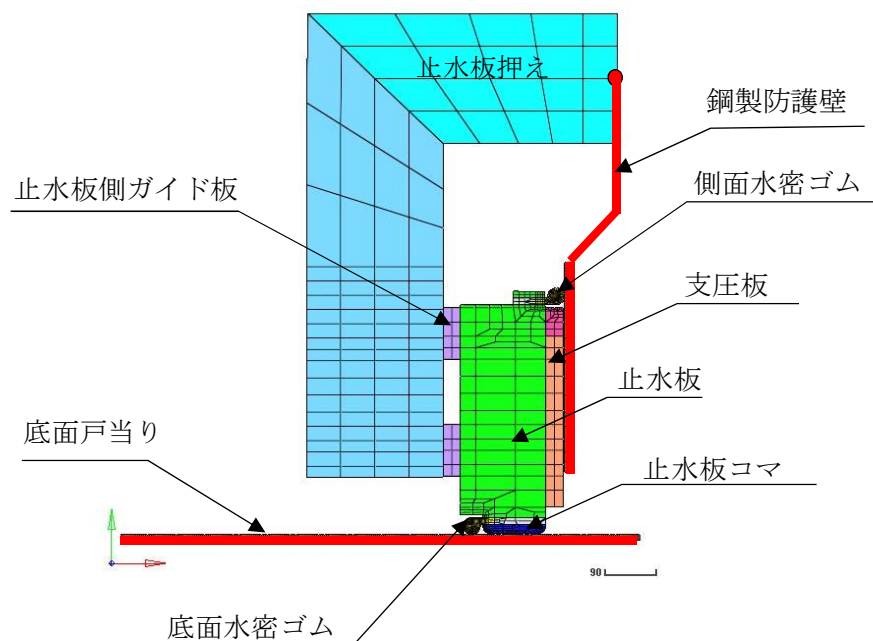 止水板押え
鋼製防護壁
止水板側ガイド板
側面水密ゴム
支圧板
止水板
底面戸当り
止水板コマ
90
底面水密ゴム